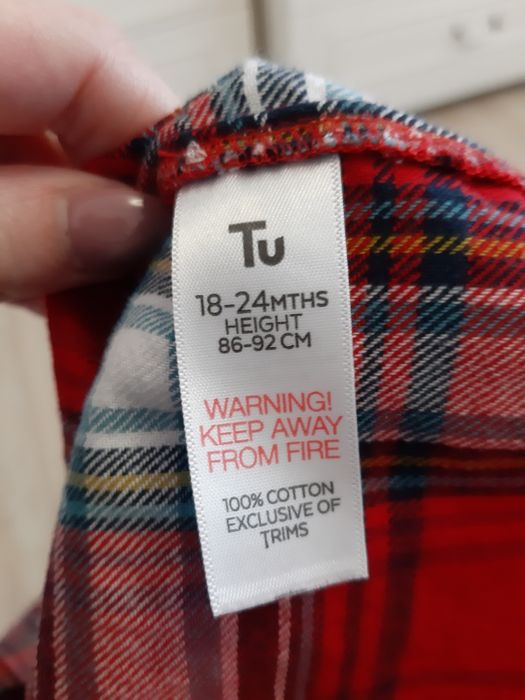 Tu
18-24MTHS
HEIGHT
86-92 CM
WARNING!
KEEP AWAY
FROM FIRE
100% COTTON
EXCLUSIVE OF
TRIMS